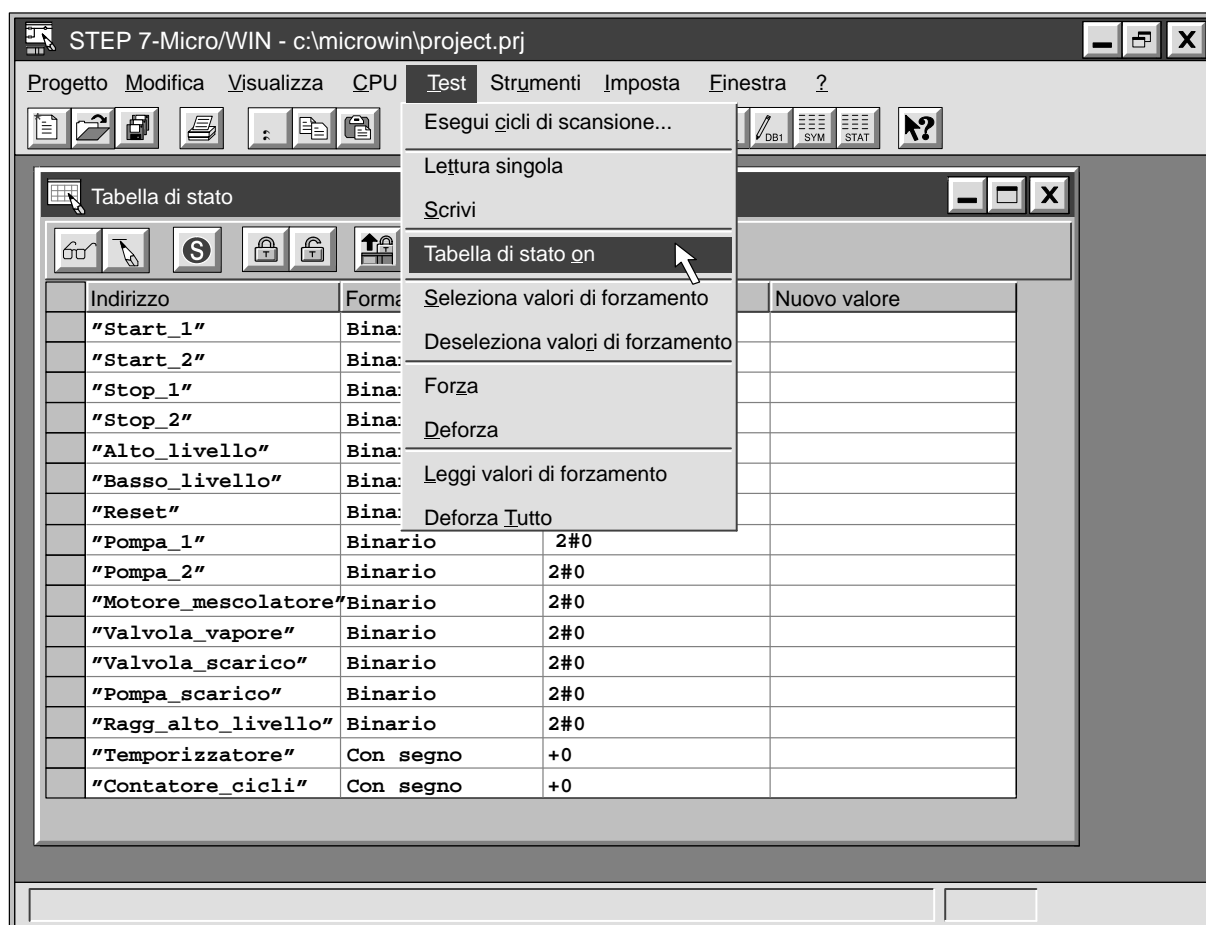 STEP 7-Micro/WIN - c:\microwin\project.prj
Progetto Modifica Visualizza CPU Test Strumenti Imposta Finestra ?
DB1 SYM STAT
Esegui cicli di scansione...
Lettura singola
Scrivi
Tabella di stato on
Seleziona valori di forzamento
Deseleziona valori di forzamento
Forza
Deforza
Leggi valori di forzamento
Deforza Tutto
Tabella di stato
S T T T
Indirizzo Nuovo valore
"Start_1"
"Start_2"
"Stop_1"
"Stop_2"
"Alto_livello"
"Basso_livello"
"Reset"
"Pompa_1" Binario 2#0
"Pompa_2" Binario 2#0
"Motore_mescolatore" Binario 2#0
"Valvola_vapore" Binario 2#0
"Valvola_scarico" Binario 2#0
"Pompa_scarico" Binario 2#0
"Ragg_alto_livello" Binario 2#0
"Temporizzatore" Con segno +0
"Contatore_cicli" Con segno +0